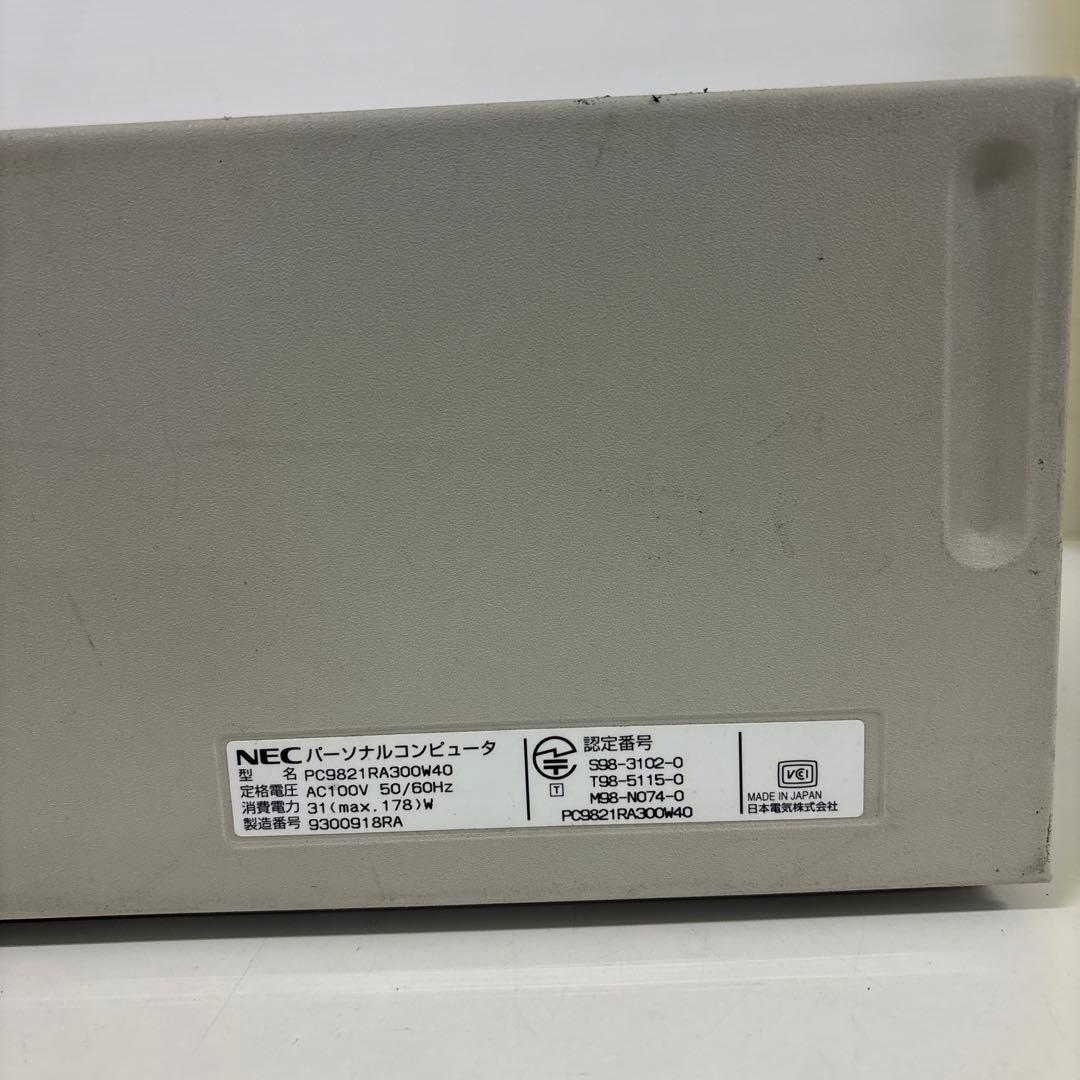 NEC パーソナルコンピュータ
型 名 PC9821RA300W40
定格電圧 AC100V 50/60Hz
消費電力 31(max.178)W
製造番号 9300918RA
認定番号
S98-3102-0
T98-5115-0
M98-N074-0
PC9821RA300W40
T
VCI
MADE IN JAPAN
日本電気株式会社